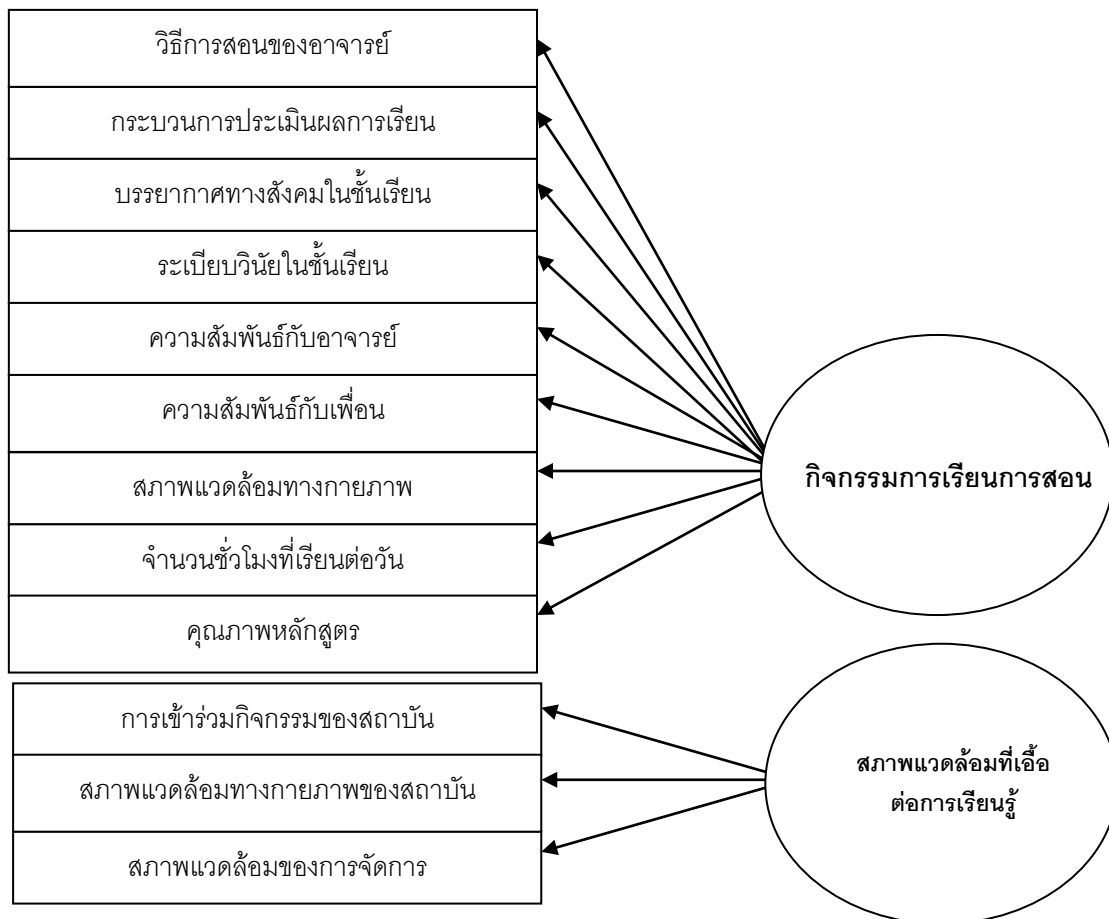 วิธีการสอนของอาจารย์
กระบวนการประเมินผลการเรียน
บรรยากาศทางสังคมในชั้นเรียน
ระเบียบวินัยในชั้นเรียน
ความสัมพันธ์กับอาจารย์
ความสัมพันธ์กับเพื่อน
สภาพแวดล้อมทางกายภาพ
จำนวนชั่วโมงที่เรียนต่อวัน
คุณภาพหลักสูตร
กิจกรรมการเรียนการสอน
การเข้าร่วมกิจกรรมของสถาบัน
สภาพแวดล้อมทางกายภาพของสถาบัน
สภาพแวดล้อมของการจัดการ
สภาพแวดล้อมที่เอื้อ
ต่อการเรียนรู้